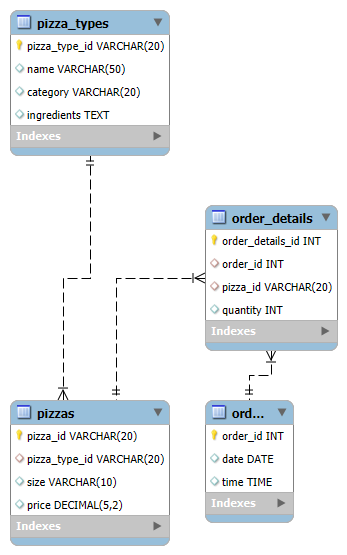 pizza_types
pizza_type_id VARCHAR(20)
name VARCHAR(50)
category VARCHAR(20)
ingredients TEXT
Indexes
order_details
order_details_id INT
order_id INT
pizza_id VARCHAR(20)
quantity INT
Indexes
pizzas
pizza_id VARCHAR(20)
pizza_type_id VARCHAR(20)
size VARCHAR(10)
price DECIMAL(5,2)
Indexes
ord...
order_id INT
date DATE
time TIME
Indexes